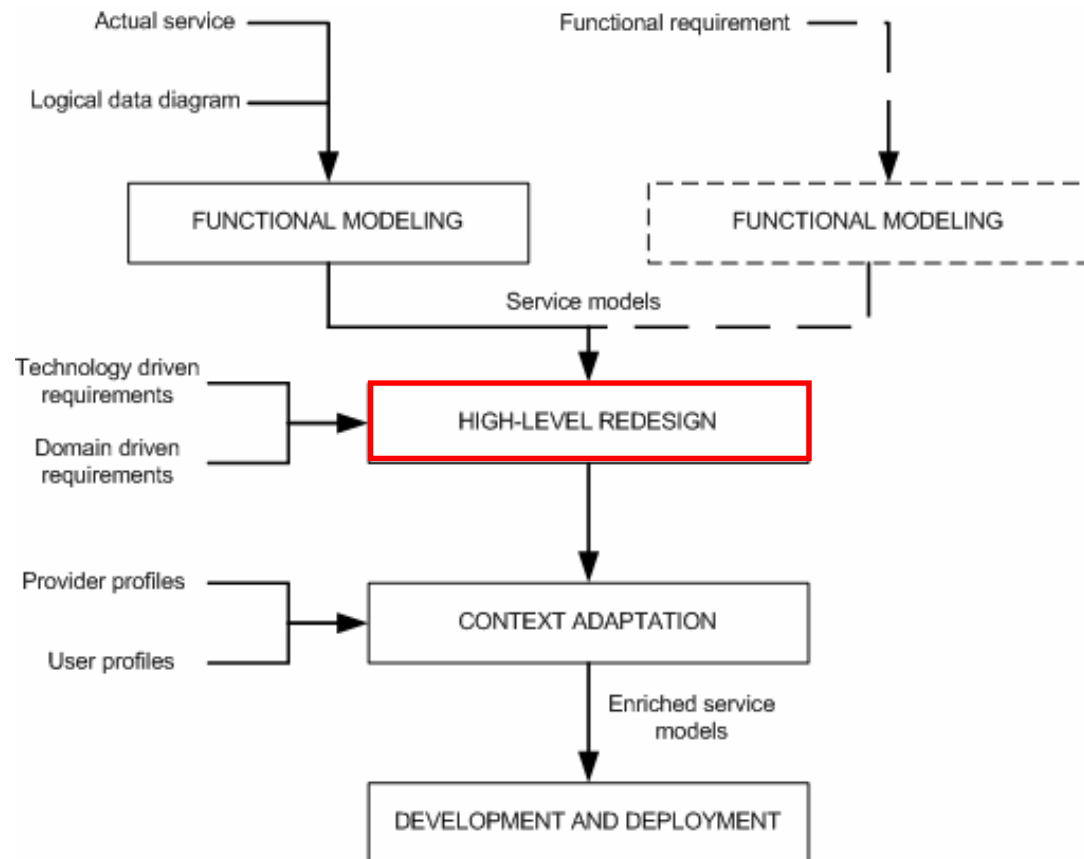 Actual service
Functional requirement
Logical data diagram
FUNCTIONAL MODELING
FUNCTIONAL MODELING
Service models
Technology driven
requirements
HIGH-LEVEL REDESIGN
Domain driven
requirements
Provider profiles
CONTEXT ADAPTATION
User profiles
Enriched service
models
DEVELOPMENT AND DEPLOYMENT